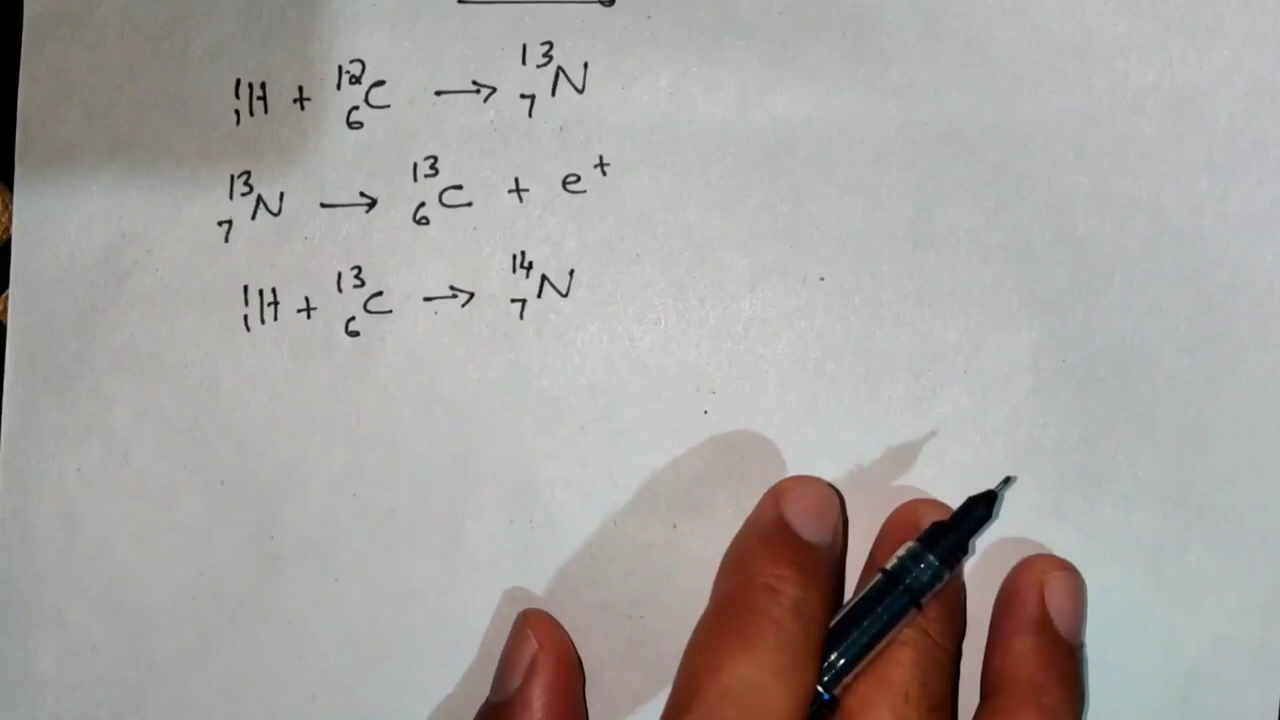 ¹₁H + ¹²₆C → ¹³₇N
¹³₇N → ¹³₆C + e⁺
¹₁H + ¹³₆C → ¹⁴₇N